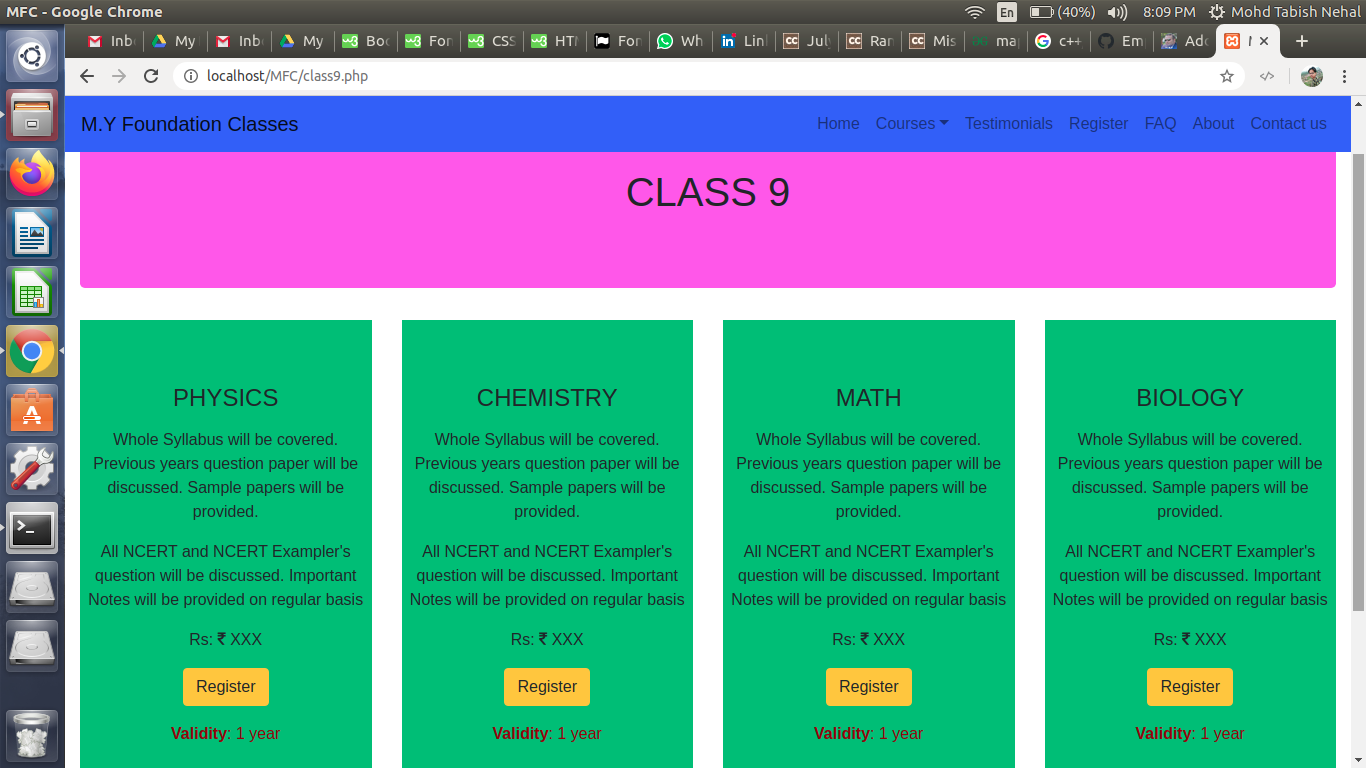 MFC - Google Chrome
En
(40%)
8:09 PM
Mohd Tabish Nehal
Inb
My
Inb
My
Boo
For
CSS
HTM
For
Wh
Lin
July
Ran
Mis
ma
c++
Em
Ad
localhost/MFC/class9.php
M.Y Foundation Classes
Home
Courses
Testimonials
Register
FAQ
About
Contact us
CLASS 9
PHYSICS
Whole Syllabus will be covered.
Previous years question paper will be
discussed. Sample papers will be
provided.
All NCERT and NCERT Exampler's
question will be discussed. Important
Notes will be provided on regular basis
Rs: ₹ XXX
Register
Validity: 1 year
CHEMISTRY
Whole Syllabus will be covered.
Previous years question paper will be
discussed. Sample papers will be
provided.
All NCERT and NCERT Exampler's
question will be discussed. Important
Notes will be provided on regular basis
Rs: ₹ XXX
Register
Validity: 1 year
MATH
Whole Syllabus will be covered.
Previous years question paper will be
discussed. Sample papers will be
provided.
All NCERT and NCERT Exampler's
question will be discussed. Important
Notes will be provided on regular basis
Rs: ₹ XXX
Register
Validity: 1 year
BIOLOGY
Whole Syllabus will be covered.
Previous years question paper will be
discussed. Sample papers will be
provided.
All NCERT and NCERT Exampler's
question will be discussed. Important
Notes will be provided on regular basis
Rs: ₹ XXX
Register
Validity: 1 year